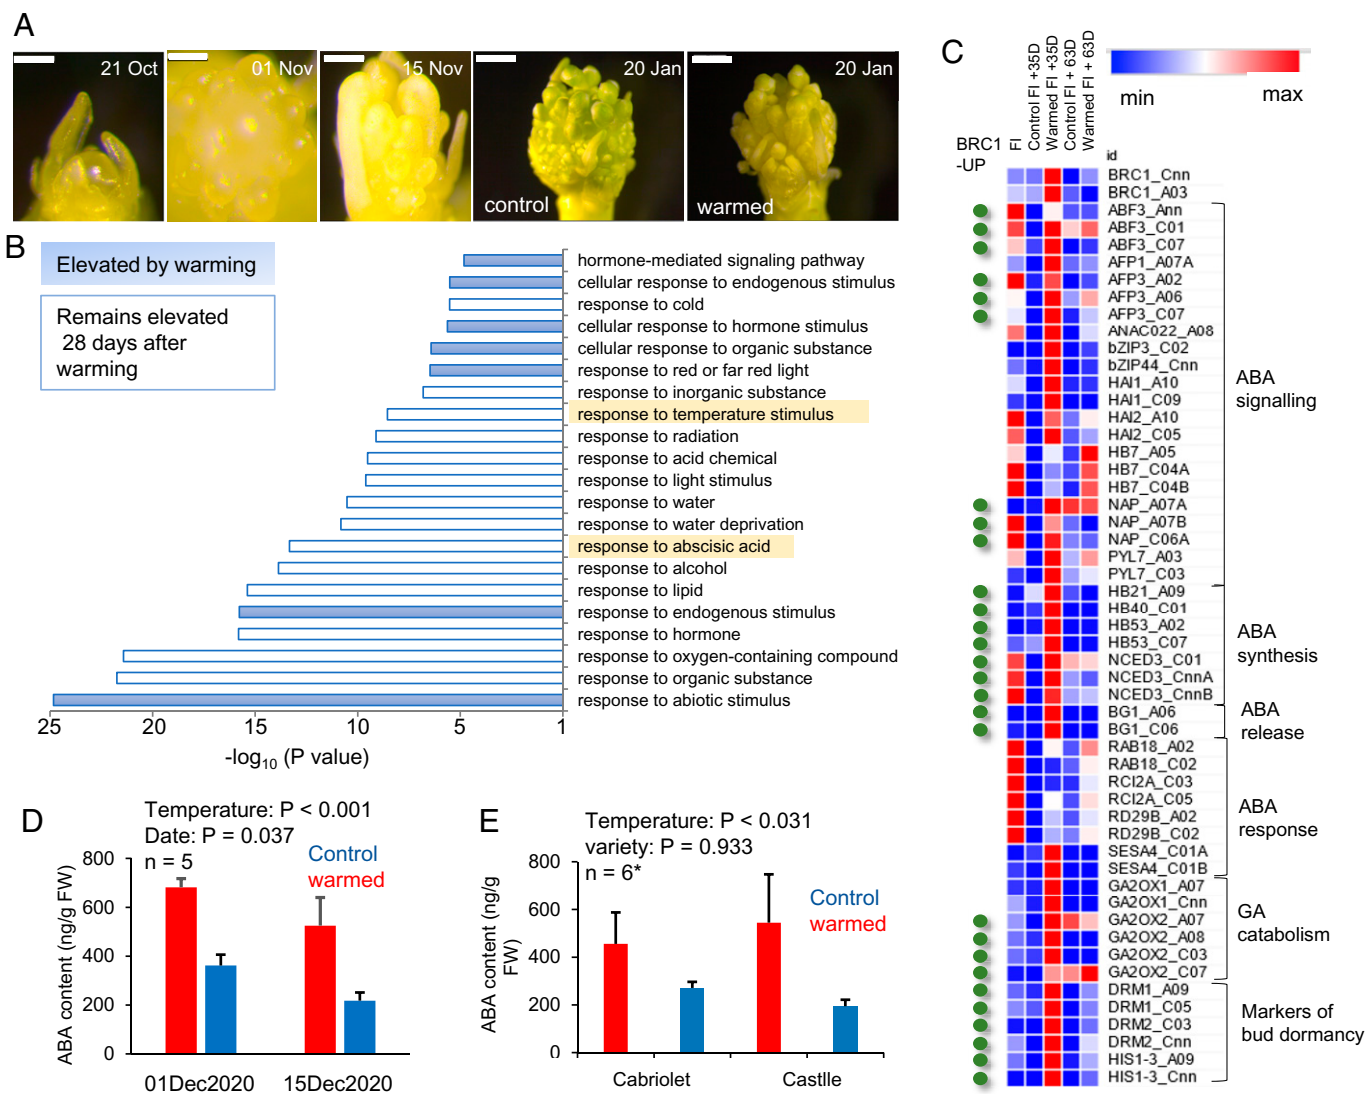 A
21 Oct
01 Nov
15 Nov
20 Jan
control
20 Jan
warmed
B
Elevated by warming
Remains elevated
28 days after
warming
hormone-mediated signaling pathway
cellular response to endogenous stimulus
response to cold
cellular response to hormone stimulus
cellular response to organic substance
response to red or far red light
response to inorganic substance
response to temperature stimulus
response to radiation
response to acid chemical
response to light stimulus
response to water
response to water deprivation
response to abscisic acid
response to alcohol
response to lipid
response to endogenous stimulus
response to hormone
response to oxygen-containing compound
response to organic substance
response to abiotic stimulus
25 20 15 10 5 1
-log10 (P value)
C
FI
Control FI +35D
Warmed FI +35D
Control FI + 63D
Warmed FI + 63D
min max
BRC1
-UP
id
BRC1_Cnn
BRC1_A03
ABF3_Ann
ABF3_C01
ABF3_C07
AFP1_A07A
AFP3_A02
AFP3_A06
AFP3_C07
ANAC022_A08
bZIP3_C02
bZIP44_Cnn
HAI1_A10
HAI1_C09
HAI2_A10
HAI2_C05
HB7_A05
HB7_C04A
HB7_C04B
NAP_A07A
NAP_A07B
NAP_C06A
PYL7_A03
PYL7_C03
HB21_A09
HB40_C01
HB53_A02
HB53_C07
NCED3_C01
NCED3_CnnA
NCED3_CnnB
BG1_A06
BG1_C06
RAB18_A02
RAB18_C02
RCI2A_C03
RCI2A_C05
RD29B_A02
RD29B_C02
SESA4_C01A
SESA4_C01B
GA2OX1_A07
GA2OX1_Cnn
GA2OX2_A07
GA2OX2_A08
GA2OX2_C03
GA2OX2_C07
DRM1_A09
DRM1_C05
DRM2_C03
DRM2_Cnn
HIS1-3_A09
HIS1-3_Cnn
ABA
signalling
ABA
synthesis
ABA
release
ABA
response
GA
catabolism
Markers of
bud dormancy
D
Temperature: P < 0.001
Date: P = 0.037
n = 5
Control
warmed
ABA content (ng/g FW)
800
600
400
200
0
01Dec2020 15Dec2020
E
Temperature: P < 0.031
variety: P = 0.933
n = 6*
Control
warmed
ABA content (ng/g
FW)
800
600
400
200
0
Cabriolet Castlle